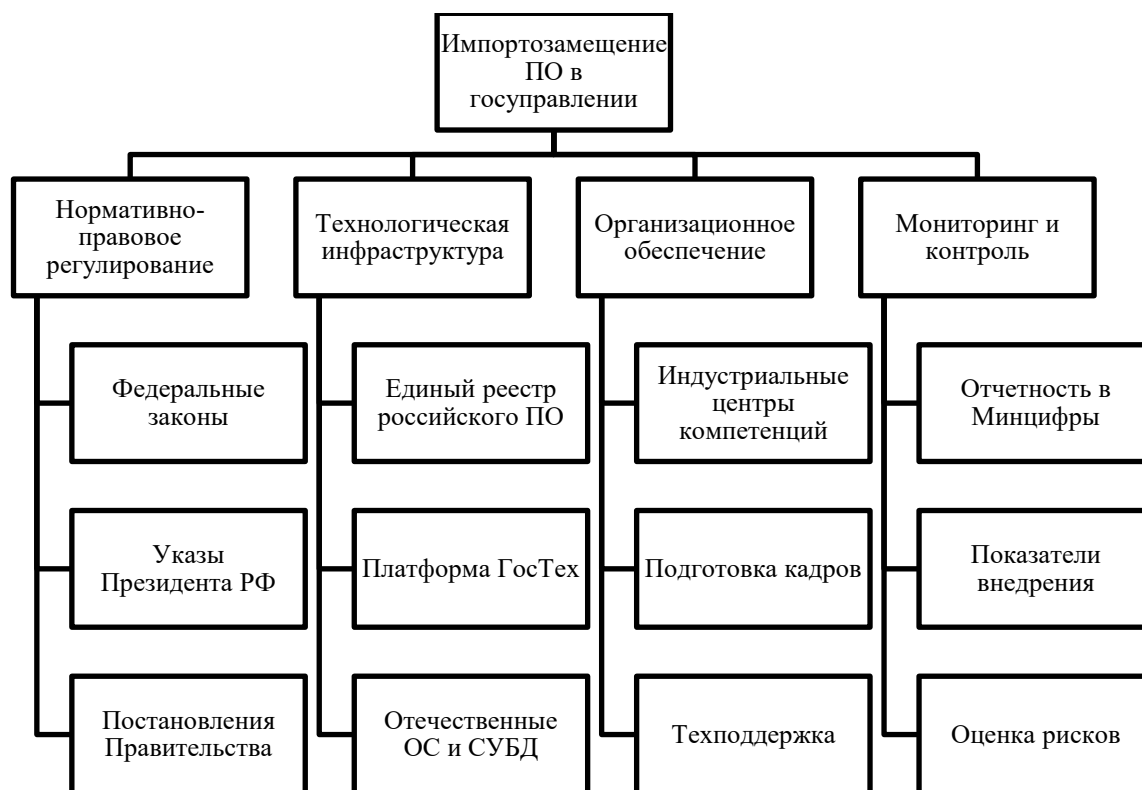 Импортозамещение
ПО в
госуправлении
Нормативно-
правовое
регулирование
Технологическая
инфраструктура
Организационное
обеспечение
Мониторинг и
контроль
Федеральные
законы
Единый реестр
российского ПО
Индустриальные
центры
компетенций
Отчетность в
Минцифры
Указы
Президента РФ
Платформа ГосТех
Подготовка кадров
Показатели
внедрения
Постановления
Правительства
Отечественные
ОС и СУБД
Техподдержка
Оценка рисков